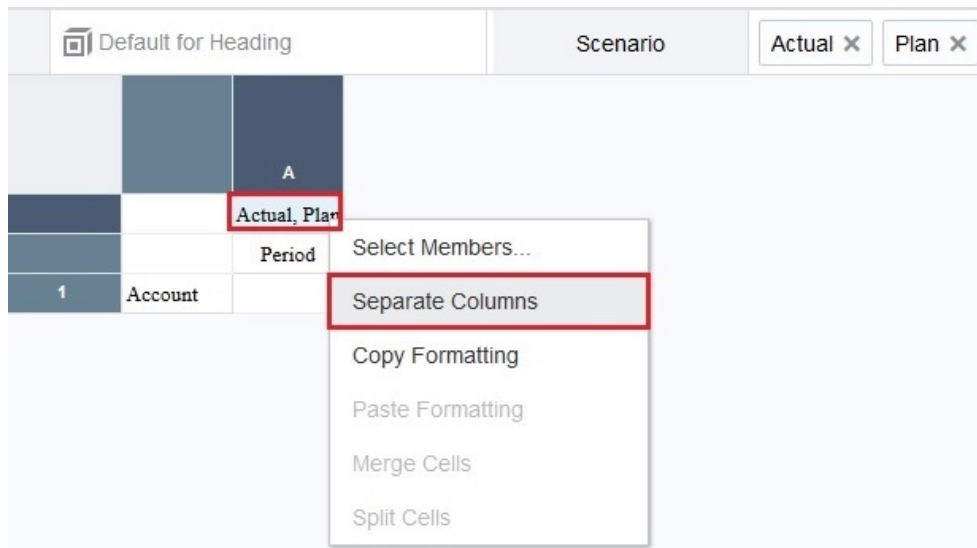 Default for Heading Scenario Actual × Plan ×
A
Actual, Plan
Period
1 Account
Select Members...
Separate Columns
Copy Formatting
Paste Formatting
Merge Cells
Split Cells